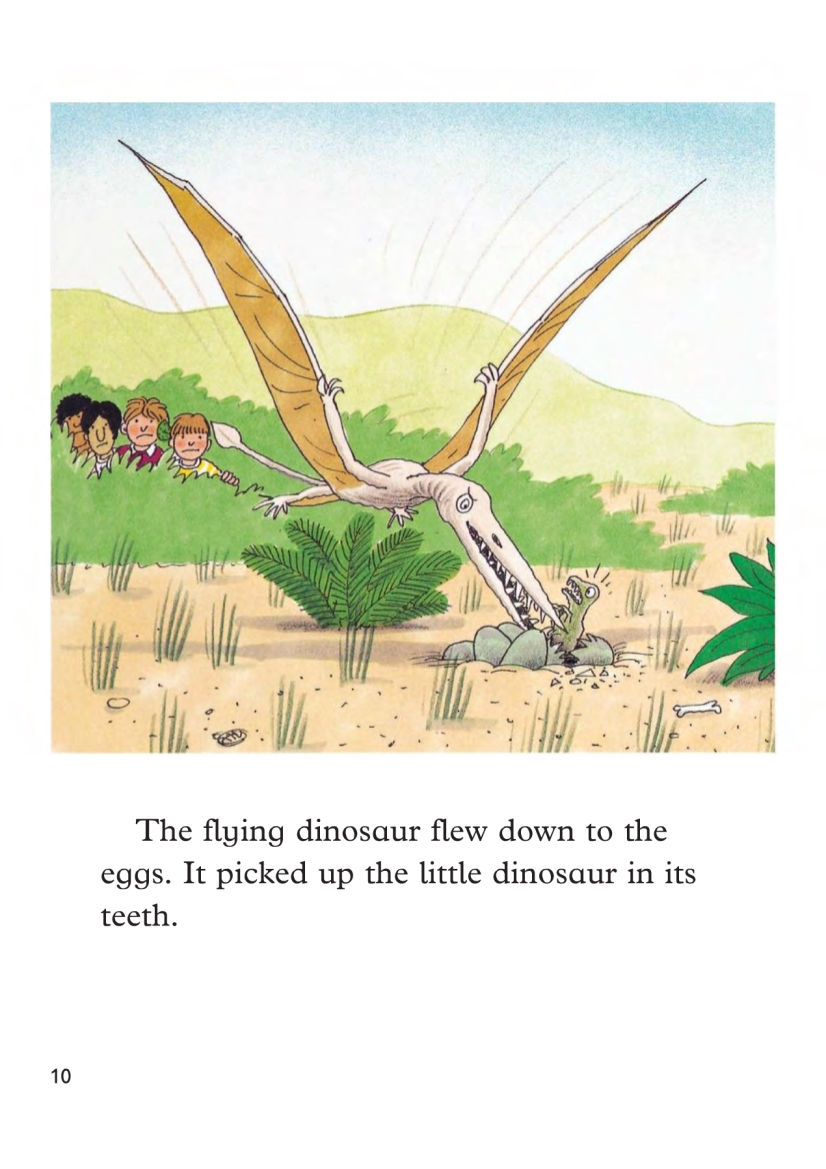 The flying dinosaur flew down to the
eggs. It picked up the little dinosaur in its
teeth.
10